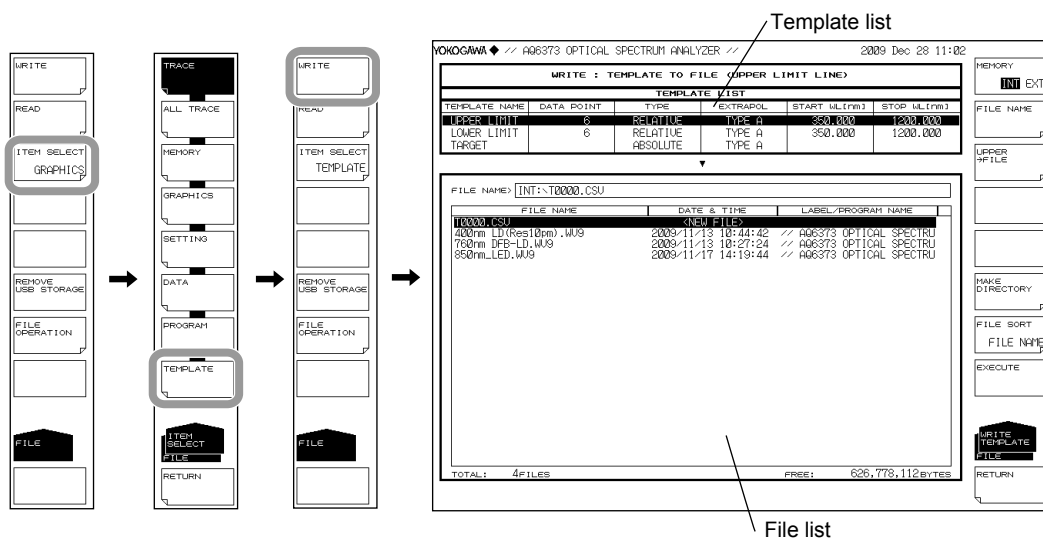 Template list
WRITE
READ
ITEM SELECT
GRAPHICS
REMOVE
USB STORAGE
FILE
OPERATION
FILE
TRACE
ALL TRACE
MEMORY
GRAPHICS
SETTING
DATA
PROGRAM
TEMPLATE
ITEM
SELECT
FILE
RETURN
WRITE
READ
ITEM SELECT
TEMPLATE
REMOVE
USB STORAGE
FILE
OPERATION
FILE
YOKOGAWA ◆ // AQ6373 OPTICAL SPECTRUM ANALYZER // 2009 Dec 28 11:02
WRITE : TEMPLATE TO FILE (UPPER LIMIT LINE)
TEMPLATE LIST
TEMPLATE NAME DATA POINT TYPE EXTRAPOL START WL[nm] STOP WL[nm]
UPPER LIMIT 6 RELATIVE TYPE A 350.000 1200.000
LOWER LIMIT 6 RELATIVE TYPE A 350.000 1200.000
TARGET ABSOLUTE TYPE A
▼
FILE NAME> INT:\T0000.CSV
FILE NAME DATE & TIME LABEL/PROGRAM NAME
T0000.CSV <NEW FILE>
400nm LD(Res10pm).WV9 2009/11/13 10:44:42 // AQ6373 OPTICAL SPECTRU
760nm DFB-LD.WV9 2009/11/13 10:27:24 // AQ6373 OPTICAL SPECTRU
850nm_LED.WV9 2009/11/17 14:19:44 // AQ6373 OPTICAL SPECTRU
TOTAL: 4FILES FREE: 626,778,112BYTES
MEMORY
INT EXT
FILE NAME
UPPER
→FILE
MAKE
DIRECTORY
FILE SORT
FILE NAME
EXECUTE
WRITE
TEMPLATE
FILE
RETURN
File list